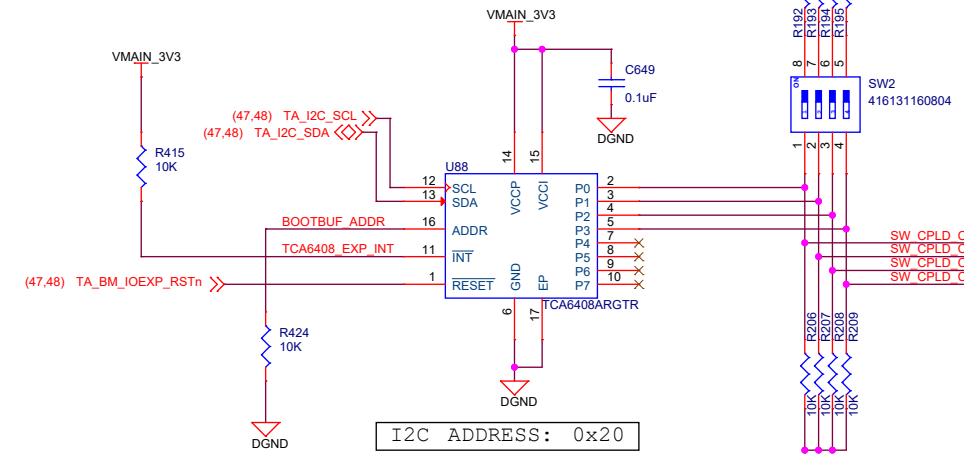 VMAIN_3V3
VMAIN_3V3
R192
R193
R194
R195
8
7
6
5
C649
0.1uF
DGND
SW2
416131160804
ON
1
2
3
4
(47,48) TA_I2C_SCL
(47,48) TA_I2C_SDA
R415
10K
U88
14
15
VCCP
VCCI
12
SCL
13
SDA
16
ADDR
11
INT
1
RESET
BOOTBUF_ADDR
TCA6408_EXP_INT
(47,48) TA_BM_IOEXP_RSTn
P0
2
P1
3
P2
4
P3
5
P4
7
P5
8
P6
9
P7
10
GND
EP
6
17
TCA6408ARGTR
SW_CPLD_
SW_CPLD_
SW_CPLD_
SW_CPLD_
R424
10K
R206
R207
R208
R209
10K
10K
10K
10K
DGND
DGND
I2C ADDRESS: 0x20